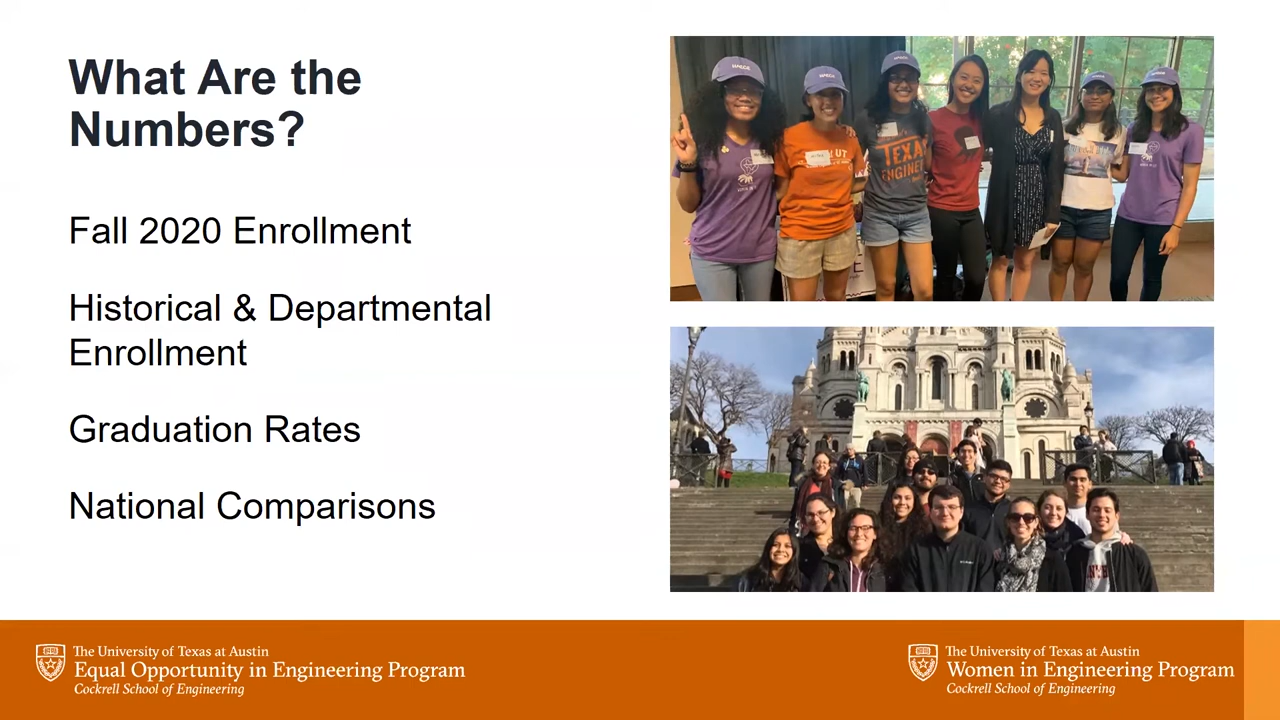 What Are the
Numbers?
Fall 2020 Enrollment
Historical & Departmental
Enrollment
Graduation Rates
National Comparisons
TEXAS
The University of Texas at Austin
Equal Opportunity in Engineering Program
Cockrell School of Engineering
The University of Texas at Austin
Women in Engineering Program
Cockrell School of Engineering